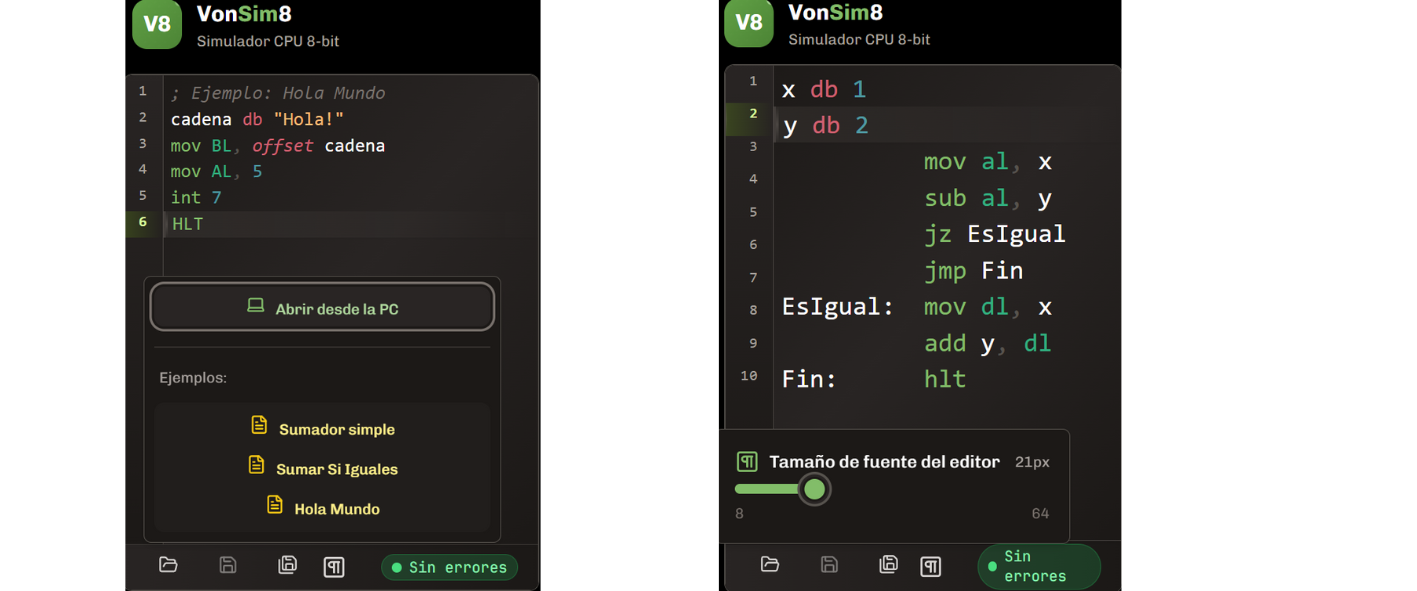 V8
VonSim8
Simulador CPU 8-bit
1 ; Ejemplo: Hola Mundo
2 cadena db "Hola!"
3 mov BL, offset cadena
4 mov AL, 5
5 int 7
6 HLT
Abrir desde la PC
Ejemplos:
Sumador simple
Sumar Si Iguales
Hola Mundo
Sin errores
V8
VonSim8
Simulador CPU 8-bit
1 x db 1
2 y db 2
3 mov al, x
4 sub al, y
5 jz EsIgual
6 jmp Fin
7 EsIgual: mov dl, x
8 add y, dl
9 Fin: hlt
10
Tamaño de fuente del editor 21px
8 64
Sin
errores